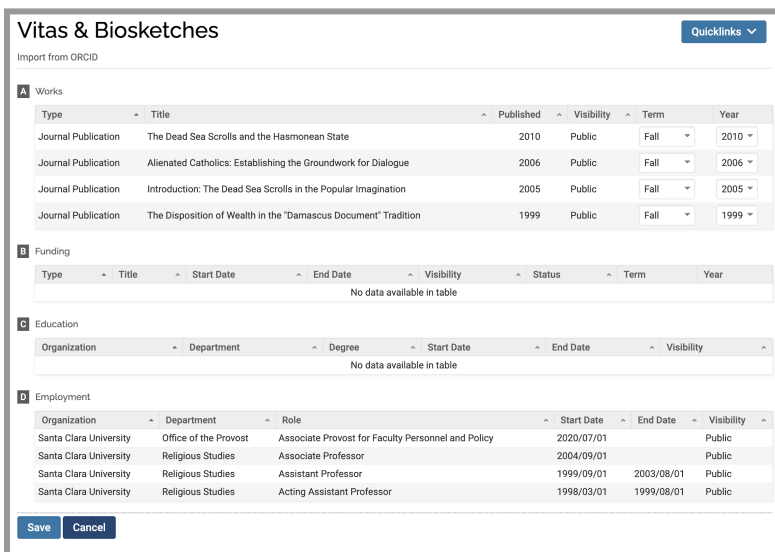 Vitas & Biosketches
Quicklinks
Import from ORCID
A Works
Type Title Published Visibility Term Year
Journal Publication The Dead Sea Scrolls and the Hasmonean State 2010 Public Fall 2010
Journal Publication Alienated Catholics: Establishing the Groundwork for Dialogue 2006 Public Fall 2006
Journal Publication Introduction: The Dead Sea Scrolls in the Popular Imagination 2005 Public Fall 2005
Journal Publication The Disposition of Wealth in the "Damascus Document" Tradition 1999 Public Fall 1999
B Funding
Type Title Start Date End Date Visibility Status Term Year
No data available in table
C Education
Organization Department Degree Start Date End Date Visibility
No data available in table
D Employment
Organization Department Role Start Date End Date Visibility
Santa Clara University Office of the Provost Associate Provost for Faculty Personnel and Policy 2020/07/01 Public
Santa Clara University Religious Studies Associate Professor 2004/09/01 Public
Santa Clara University Religious Studies Assistant Professor 1999/09/01 2003/08/01 Public
Santa Clara University Religious Studies Acting Assistant Professor 1998/03/01 1999/08/01 Public
Save Cancel